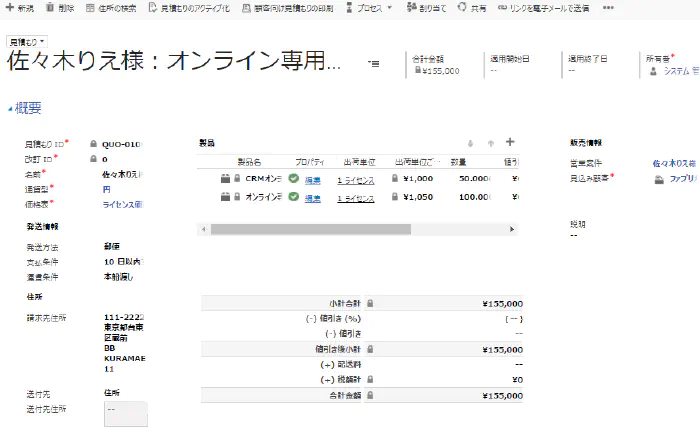 新規 削除 住所の検索 見積もりのアクティブ化 顧客向け見積もりの印刷 プロセス 割り当て 共有 リンクを電子メールで送信 •••
見積もり
佐々木りえ様：オンライン専用...
合計金額 適用開始日 適用終了日 所有者*
¥155,000 -- -- システム 管
概要
見積もり ID* QUO-010
改訂 ID* 0
名前* 佐々木りえ
通貨型* 円
価格表* ライセンス価
発送情報
発送方法 郵便
支払条件 10 日以内
運賃条件 本船渡し
住所
請求先住所 111-2222
東京都台東
区蔵前
BB
KURAMAE
11
送付先 住所
送付先住所 --
製品
製品名 プロパティ 出荷単位 出荷単位ご... 数量 値引
CRMオンラ 編集 1 ライセンス ¥1,000 50.0000 ¥
オンライン 編集 1 ライセンス ¥1,050 100.000 ¥
小計合計 ¥155,000
(-) 値引き (%) (--)
(-) 値引き --
値引き後小計 ¥155,000
(+) 配送料 --
(+) 税額計 ¥0
合計金額 ¥155,000
販売情報
営業案件 佐々木りえ様
見込み顧客* ファブリ
説明
--